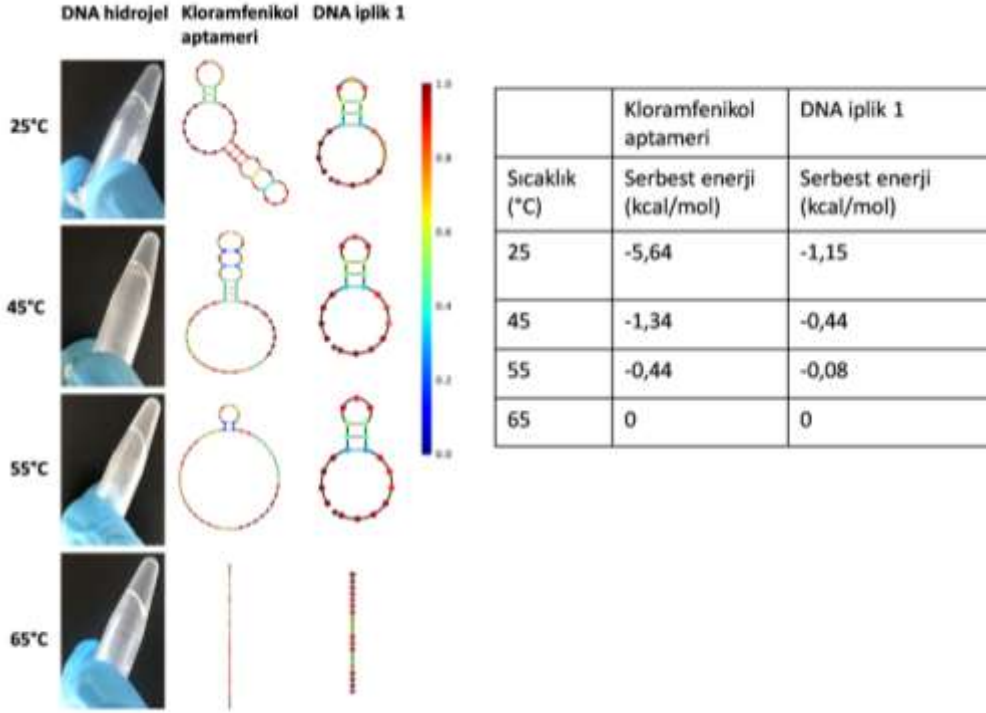 DNA hidrojel
Kloramfenikol
aptameri
DNA iplik 1
25°C
45°C
55°C
65°C
1.0
0.8
0.6
0.4
0.2
0.0
Kloramfenikol
aptameri
DNA iplik 1
Sıcaklık
(°C)
Serbest enerji
(kcal/mol)
Serbest enerji
(kcal/mol)
25
-5,64
-1,15
45
-1,34
-0,44
55
-0,44
-0,08
65
0
0